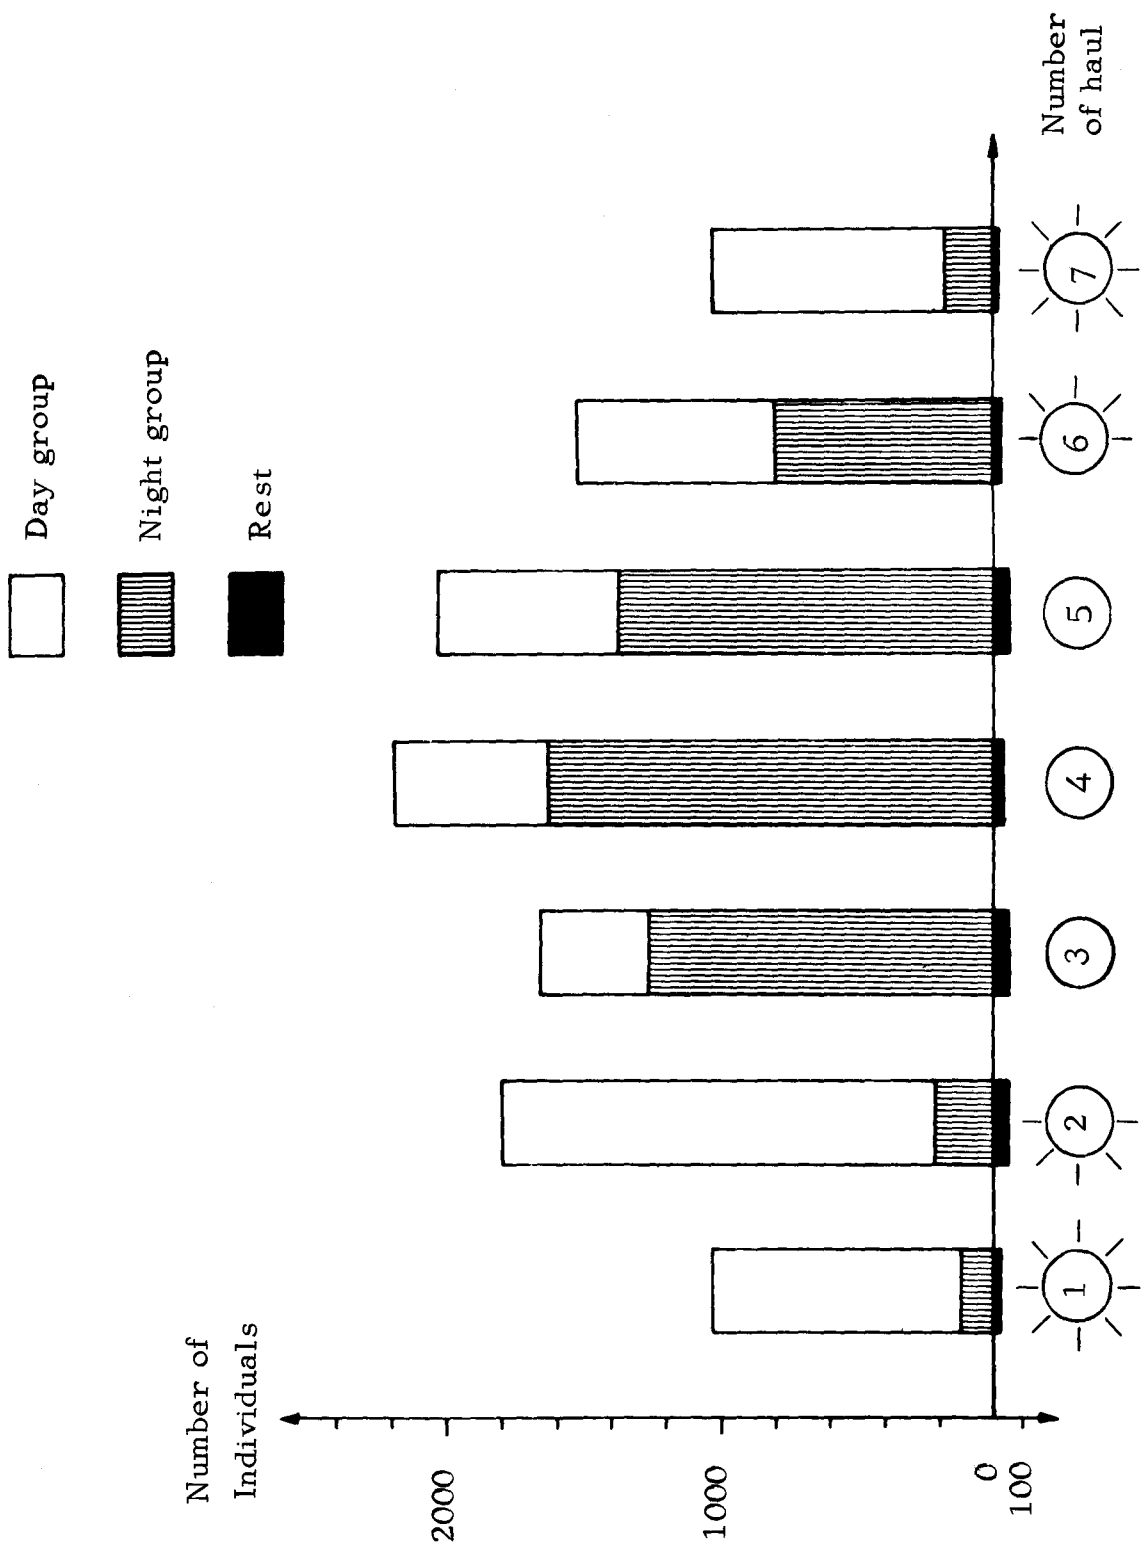 Day group
Night group
Rest
Number of
Individuals
2000
1000
0
100
1
2
3
4
5
6
7
Number
of haul